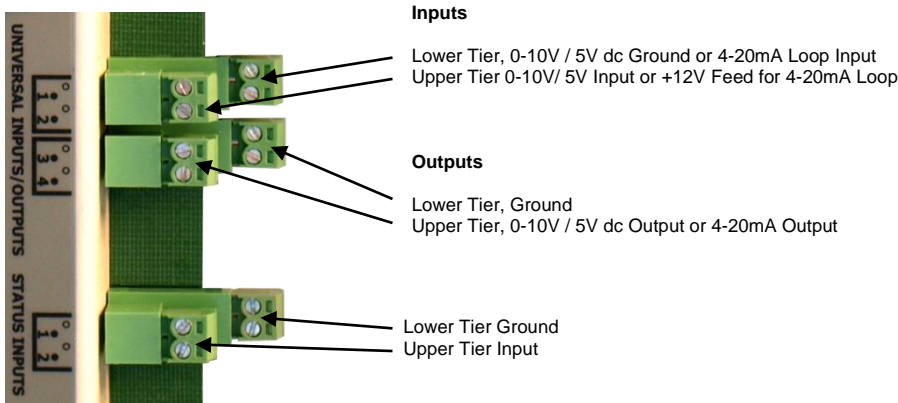 Inputs
Lower Tier, 0-10V / 5V dc Ground or 4-20mA Loop Input
Upper Tier 0-10V/ 5V Input or +12V Feed for 4-20mA Loop
Outputs
Lower Tier, Ground
Upper Tier, 0-10V / 5V dc Output or 4-20mA Output
Lower Tier Ground
Upper Tier Input
UNIVERSAL INPUTS/OUTPUTS
1 2
3 4
STATUS INPUTS
1 2